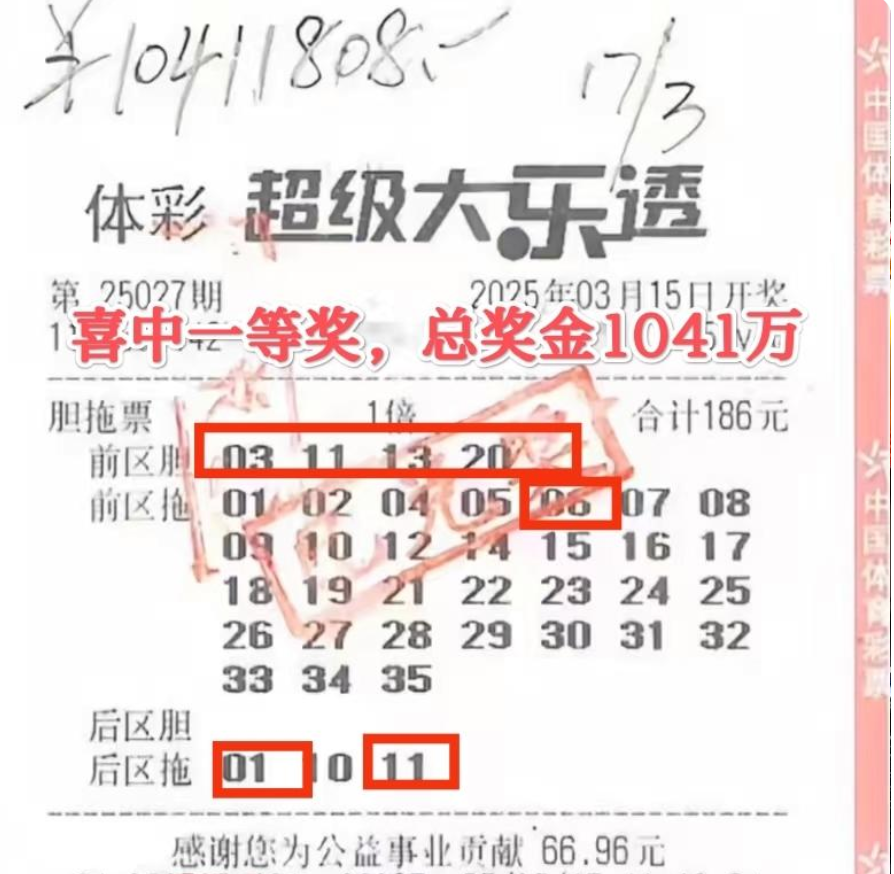 ¥10411808.-
17/3
体彩 超级大乐透
第 25027期 2025年03月15日开奖
喜中一等奖，总奖金1041万
胆拖票 1倍 合计186元
前区胆 03 11 13 20
前区拖 01 02 04 05 06 07 08
09 10 12 14 15 16 17
18 19 21 22 23 24 25
26 27 28 29 30 31 32
33 34 35
后区胆
后区拖 01 10 11
感谢您为公益事业贡献 66.96元
中国体育彩票
中国体育彩票